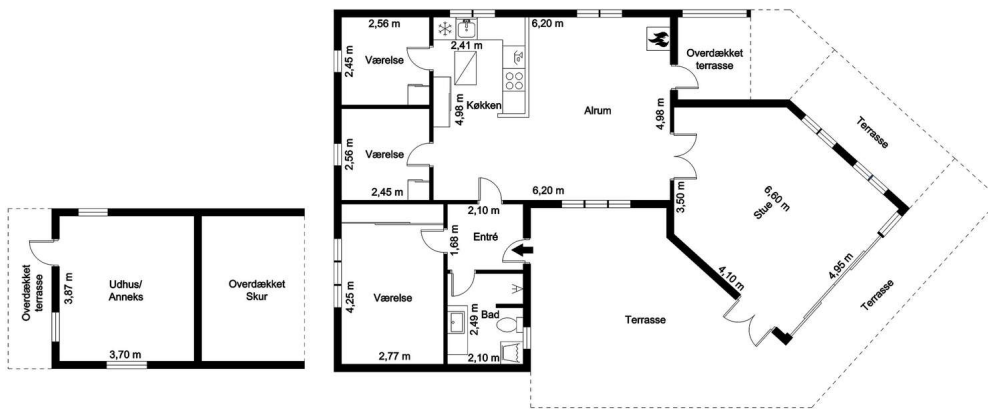 2,56 m
2,45 m
Værelse
2,41 m
Køkken
4,98 m
6,20 m
Alrum
4,98 m
6,20 m
Overdækket
terrasse
2,56 m
Værelse
2,45 m
Terrasse
6,60 m
Stue
3,50 m
4,10 m
4,95 m
Terrasse
2,10 m
1,68 m
Entré
4,25 m
Værelse
2,77 m
2,49 m
Bad
2,10 m
Terrasse
Overdækket
terrasse
3,87 m
Udhus/
Anneks
3,70 m
Overdækket
Skur